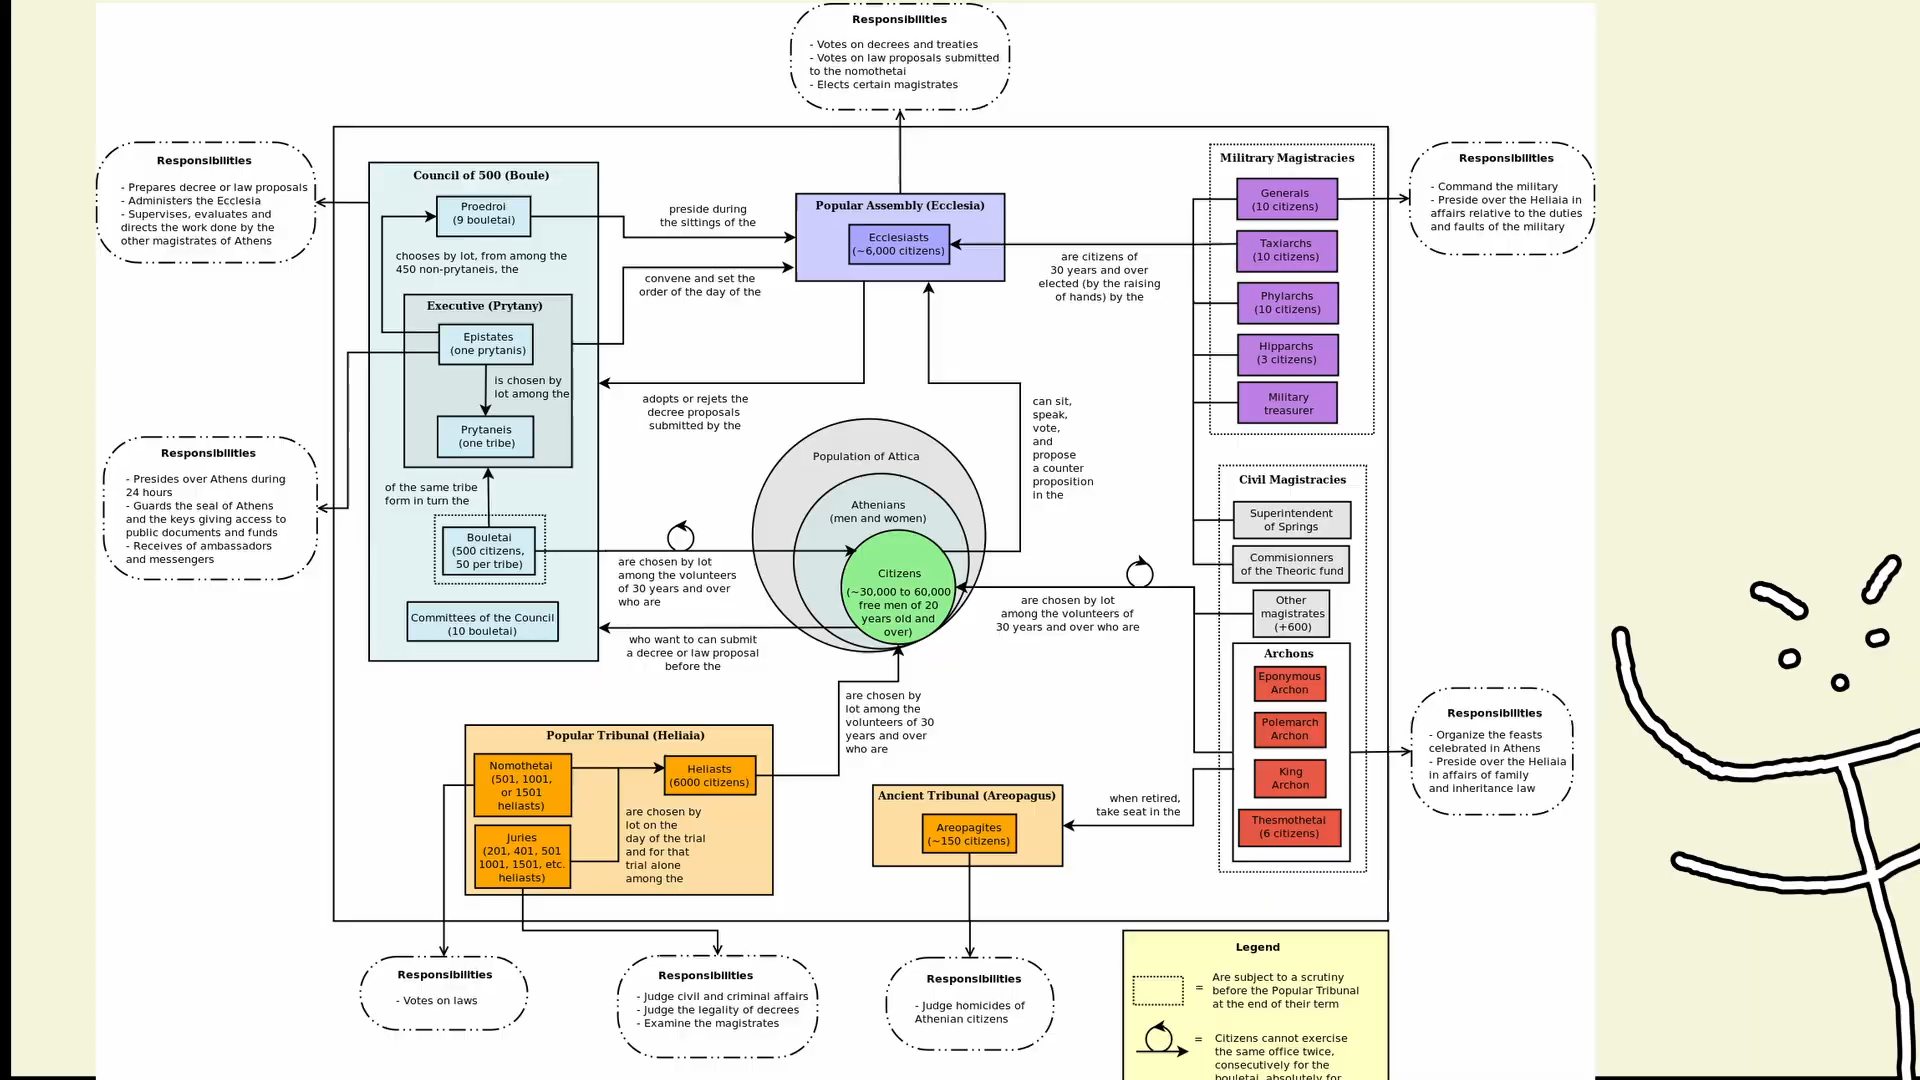 Responsibilities
- Votes on decrees and treaties
- Votes on law proposals submitted
to the nomothetai
- Elects certain magistrates
Responsibilities
- Prepares decree or law proposals
- Administers the Ecclesia
- Supervises, evaluates and
directs the work done by the
other magistrates of Athens
Council of 500 (Boule)
Proedroi
(9 bouletai)
chooses by lot, from among the
450 non-prytaneis, the
Executive (Prytany)
Epistates
(one prytanis)
is chosen by
lot among the
Prytaneis
(one tribe)
of the same tribe
form in turn the
Bouletai
(500 citizens,
50 per tribe)
Committees of the Council
(10 bouletai)
preside during
the sittings of the
convene and set the
order of the day of the
Popular Assembly (Ecclesia)
Ecclesiasts
(~6,000 citizens)
are citizens of
30 years and over
elected (by the raising
of hands) by the
Military Magistracies
Generals
(10 citizens)
Taxiarchs
(10 citizens)
Phylarchs
(10 citizens)
Hipparchs
(3 citizens)
Military
treasurer
Responsibilities
- Command the military
- Preside over the Heliaia in
affairs relative to the duties
and faults of the military
adopts or rejects the
decree proposals
submitted by the
can sit,
speak,
vote,
and
propose
a counter
proposition
in the
Responsibilities
- Presides over Athens during
24 hours
- Guards the seal of Athens
and the keys giving access to
public documents and funds
- Receives of ambassadors
and messengers
Population of Attica
Athenians
(men and women)
Citizens
(~30,000 to 60,000
free men of 20
years old and
over)
are chosen by lot
among the volunteers
of 30 years and over
who are
who want to can submit
a decree or law proposal
before the
are chosen by lot
among the volunteers of
30 years and over who are
Civil Magistracies
Superintendent
of Springs
Commisionners
of the Theoric fund
Other
magistrates
(+600)
Archons
Eponymous
Archon
Polemarch
Archon
King
Archon
Thesmothetai
(6 citizens)
Responsibilities
- Organize the feasts
celebrated in Athens
- Preside over the Heliaia
in affairs of family
and inheritance law
are chosen by
lot among the
volunteers of 30
years and over
who are
Popular Tribunal (Heliaia)
Nomothetai
(501, 1001,
or 1501
heliasts)
Heliasts
(6000 citizens)
Juries
(201, 401, 501
1001, 1501, etc.
heliasts)
are chosen by
lot on the
day of the trial
and for that
trial alone
among the
Ancient Tribunal (Areopagus)
Areopagites
(~150 citizens)
when retired,
take seat in the
Responsibilities
- Votes on laws
Responsibilities
- Judge civil and criminal affairs
- Judge the legality of decrees
- Examine the magistrates
Responsibilities
- Judge homicides of
Athenian citizens
Legend
= Are subject to a scrutiny
before the Popular Tribunal
at the end of their term
= Citizens cannot exercise
the same office twice,
consecutively for the
bouletai, absolutely for